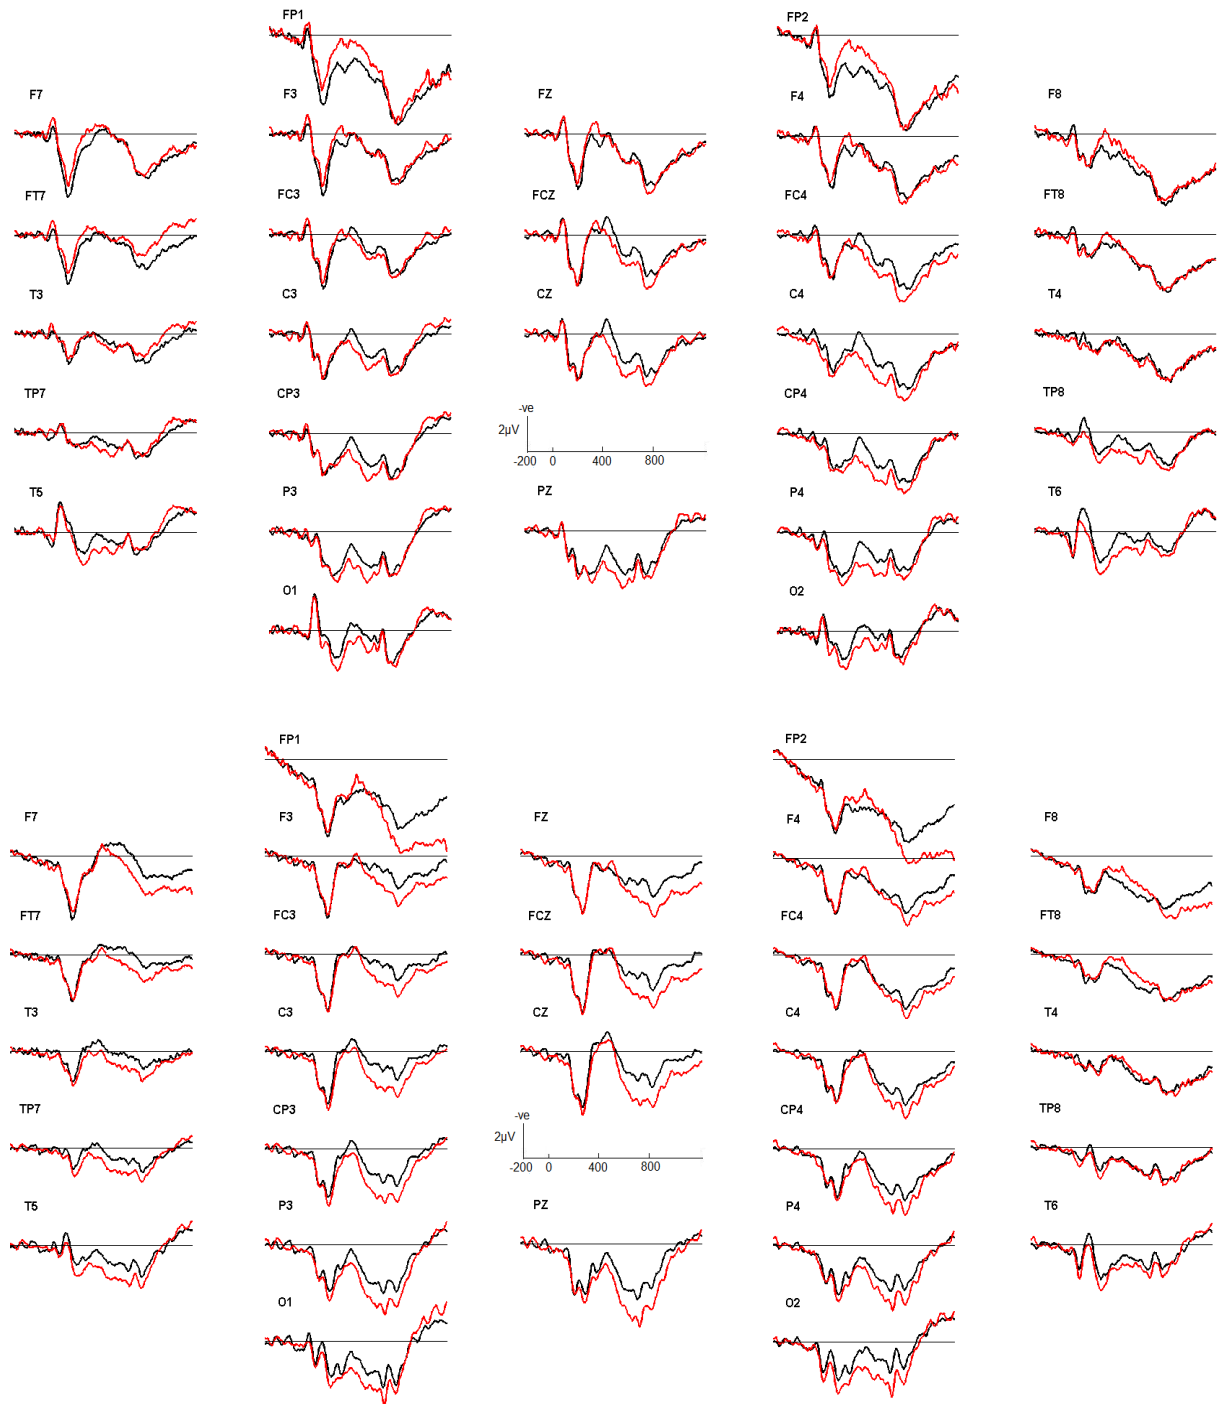 FP1 FP2
F7 F3 FZ F4 F8
FT7 FC3 FCZ FC4 FT8
T3 C3 CZ C4 T4
TP7 CP3 CP4 TP8
-ve
2µV
-200 0 400 800
T5 P3 PZ P4 T6
O1 O2
FP1 FP2
F7 F3 FZ F4 F8
FT7 FC3 FCZ FC4 FT8
T3 C3 CZ C4 T4
TP7 CP3 CP4 TP8
-ve
2µV
-200 0 400 800
T5 P3 PZ P4 T6
O1 O2